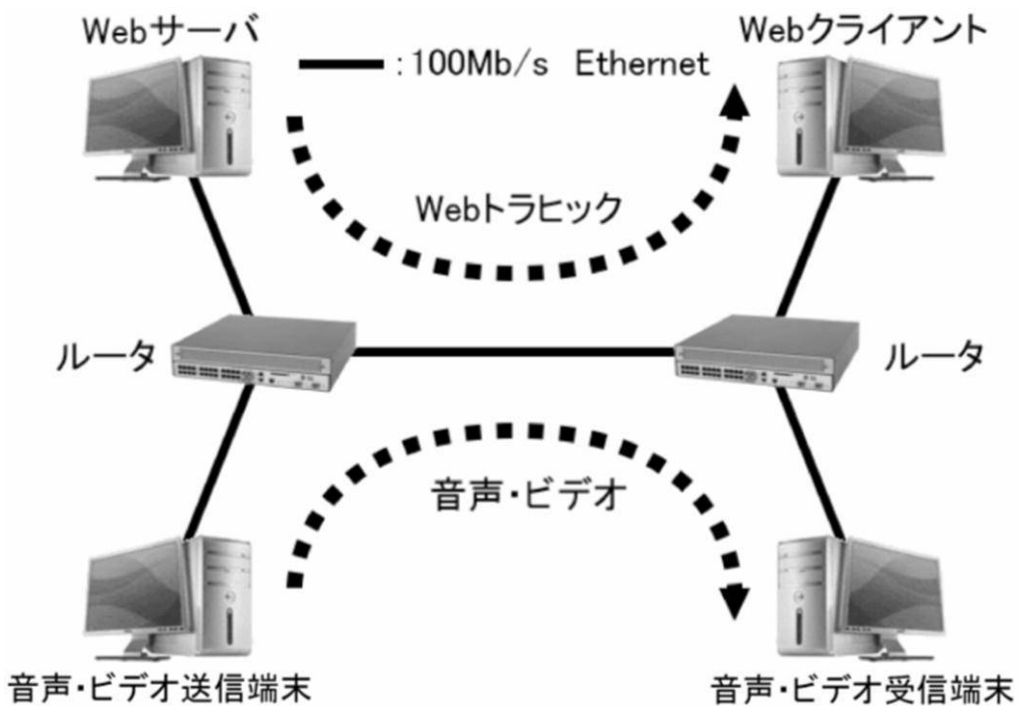 Webサーバ
Webクライアント
:100Mb/s Ethernet
Webトラヒック
ルータ
ルータ
音声・ビデオ
音声・ビデオ送信端末
音声・ビデオ受信端末